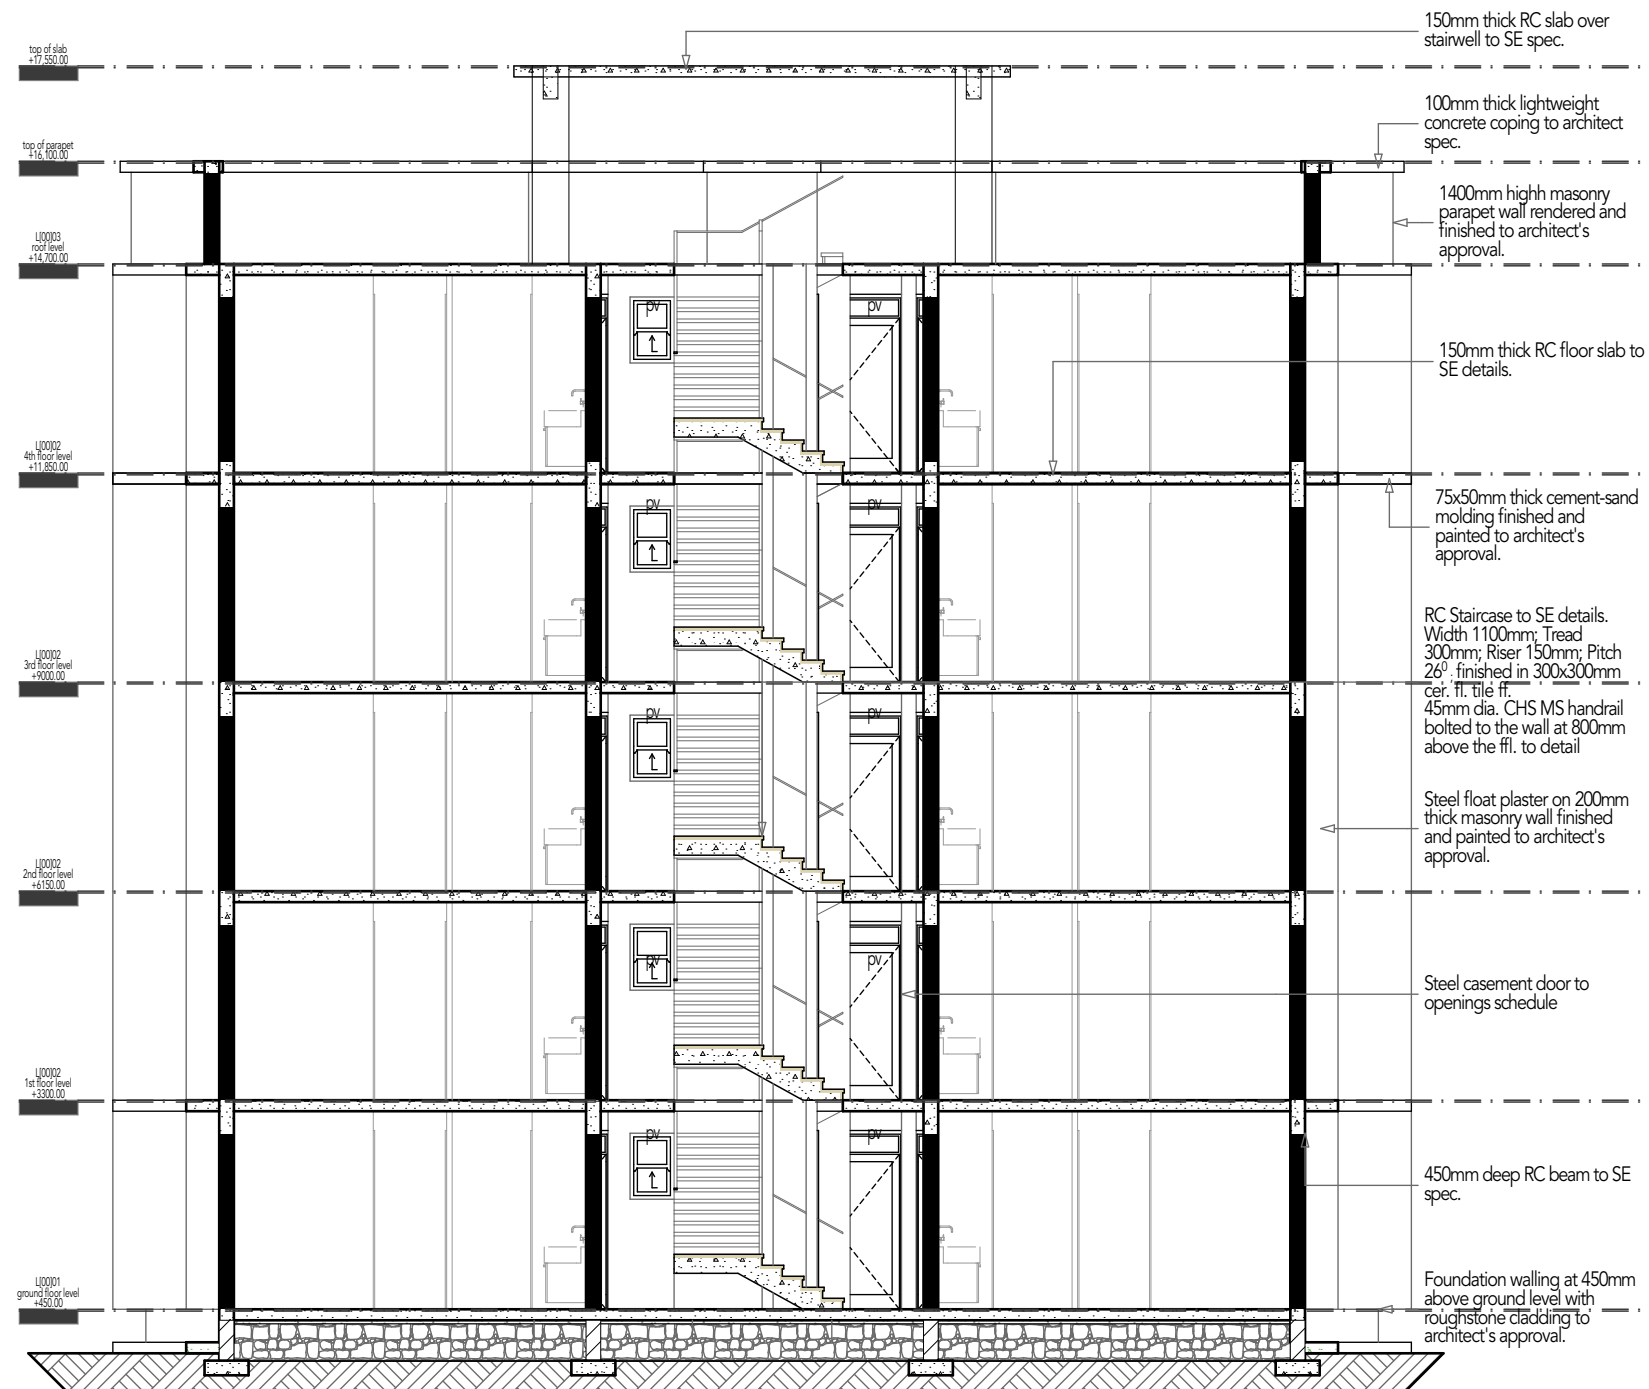 150mm thick RC slab over
stairwell to SE spec.
top of slab
+17,550.00
100mm thick lightweight
concrete coping to architect
spec.
top of parapet
+16,100.00
1400mm highh masonry
parapet wall rendered and
finished to architect's
approval.
L[00]03
roof level
+14,700.00
pv
pv
150mm thick RC floor slab to
SE details.
L[00]02
4th floor level
+11,850.00
75x50mm thick cement-sand
molding finished and
painted to architect's
approval.
pv
pv
RC Staircase to SE details.
Width 1100mm; Tread
300mm; Riser 150mm; Pitch
26⁰ finished in 300x300mm
cer. fl. tile ff.
45mm dia. CHS MS handrail
bolted to the wall at 800mm
above the ffl. to detail
L[00]02
3rd floor level
+9000.00
pv
pv
Steel float plaster on 200mm
thick masonry wall finished
and painted to architect's
approval.
L[00]02
2nd floor level
+6150.00
pv
pv
Steel casement door to
openings schedule
L[00]02
1st floor level
+3300.00
pv
pv
450mm deep RC beam to SE
spec.
L[00]01
ground floor level
+450.00
Foundation walling at 450mm
above ground level with
roughstone cladding to
architect's approval.